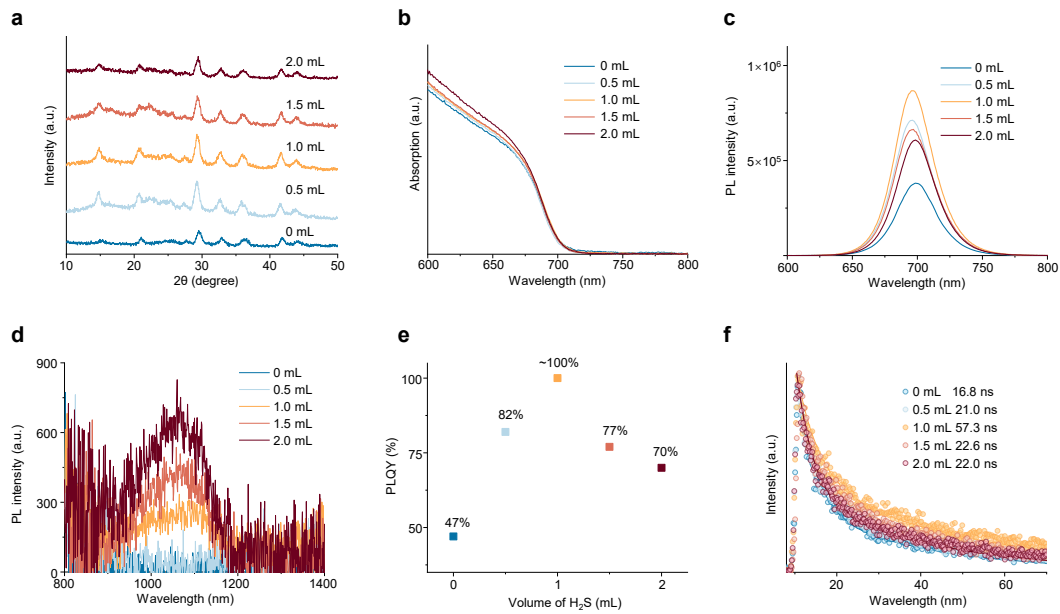 a
Intensity (a.u.)
2.0 mL
1.5 mL
1.0 mL
0.5 mL
0 mL
10 20 30 40 50
2θ (degree)
b
Absorption (a.u.)
0 mL
0.5 mL
1.0 mL
1.5 mL
2.0 mL
600 650 700 750 800
Wavelength (nm)
c
PL intensity (a.u.)
1×10⁶
5×10⁵
0 mL
0.5 mL
1.0 mL
1.5 mL
2.0 mL
600 650 700 750 800
Wavelength (nm)
d
PL intensity (a.u.)
900
600
300
0
0 mL
0.5 mL
1.0 mL
1.5 mL
2.0 mL
800 1000 1200 1400
Wavelength (nm)
e
PLQY (%)
100
75
50
47%
82%
~100%
77%
70%
0 1 2
Volume of H₂S (mL)
f
Intensity (a.u.)
0 mL 16.8 ns
0.5 mL 21.0 ns
1.0 mL 57.3 ns
1.5 mL 22.6 ns
2.0 mL 22.0 ns
20 40 60
Wavelength (nm)